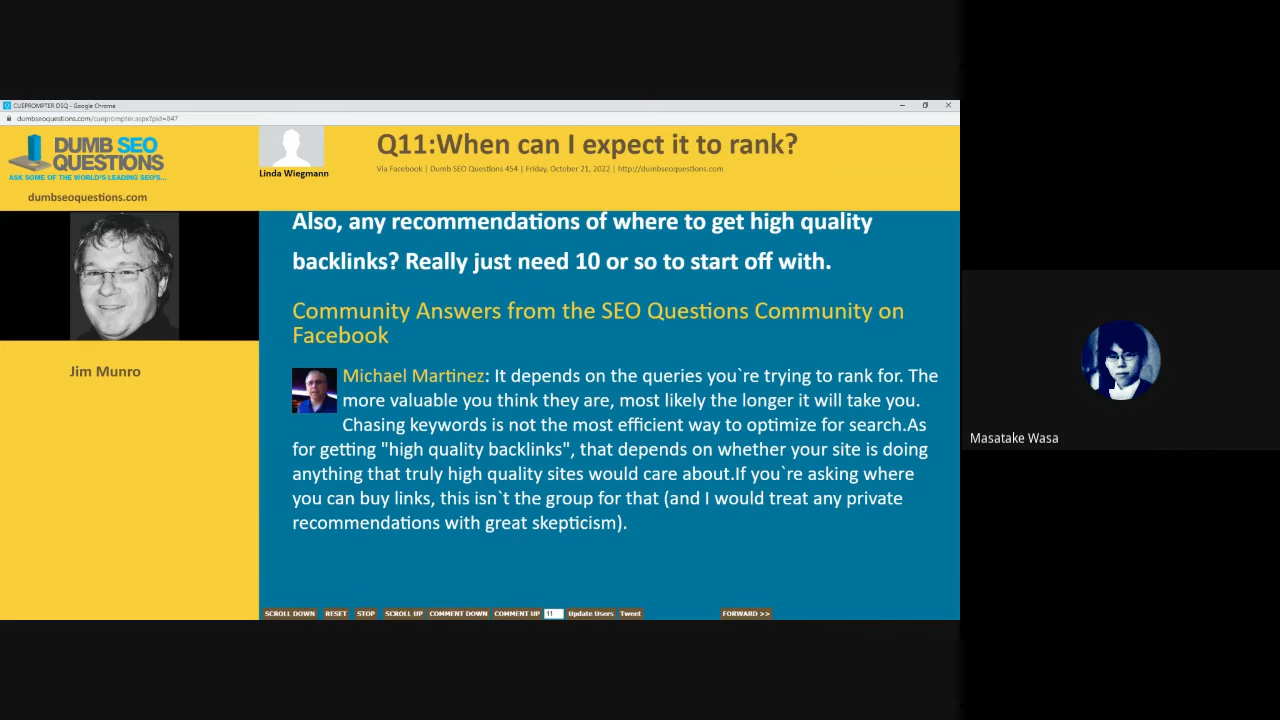 CUEPROMPTER DSQ - Google Chrome
dumbseoquestions.com/cueprompter.aspx?pid=847
DUMB SEO
QUESTIONS
ASK SOME OF THE WORLD'S LEADING SEO'S...
dumbseoquestions.com
Linda Wiegmann
Q11:When can I expect it to rank?
Via Facebook | Dumb SEO Questions 454 | Friday, October 21, 2022 | http://dumbseoquestions.com
Jim Munro
Also, any recommendations of where to get high quality
backlinks? Really just need 10 or so to start off with.
Community Answers from the SEO Questions Community on
Facebook
Michael Martinez: It depends on the queries you`re trying to rank for. The
more valuable you think they are, most likely the longer it will take you.
Chasing keywords is not the most efficient way to optimize for search.As
for getting "high quality backlinks", that depends on whether your site is doing
anything that truly high quality sites would care about.If you`re asking where
you can buy links, this isn`t the group for that (and I would treat any private
recommendations with great skepticism).
SCROLL DOWN RESET STOP SCROLL UP COMMENT DOWN COMMENT UP 11 Update Users Tweet FORWARD >>
Masatake Wasa